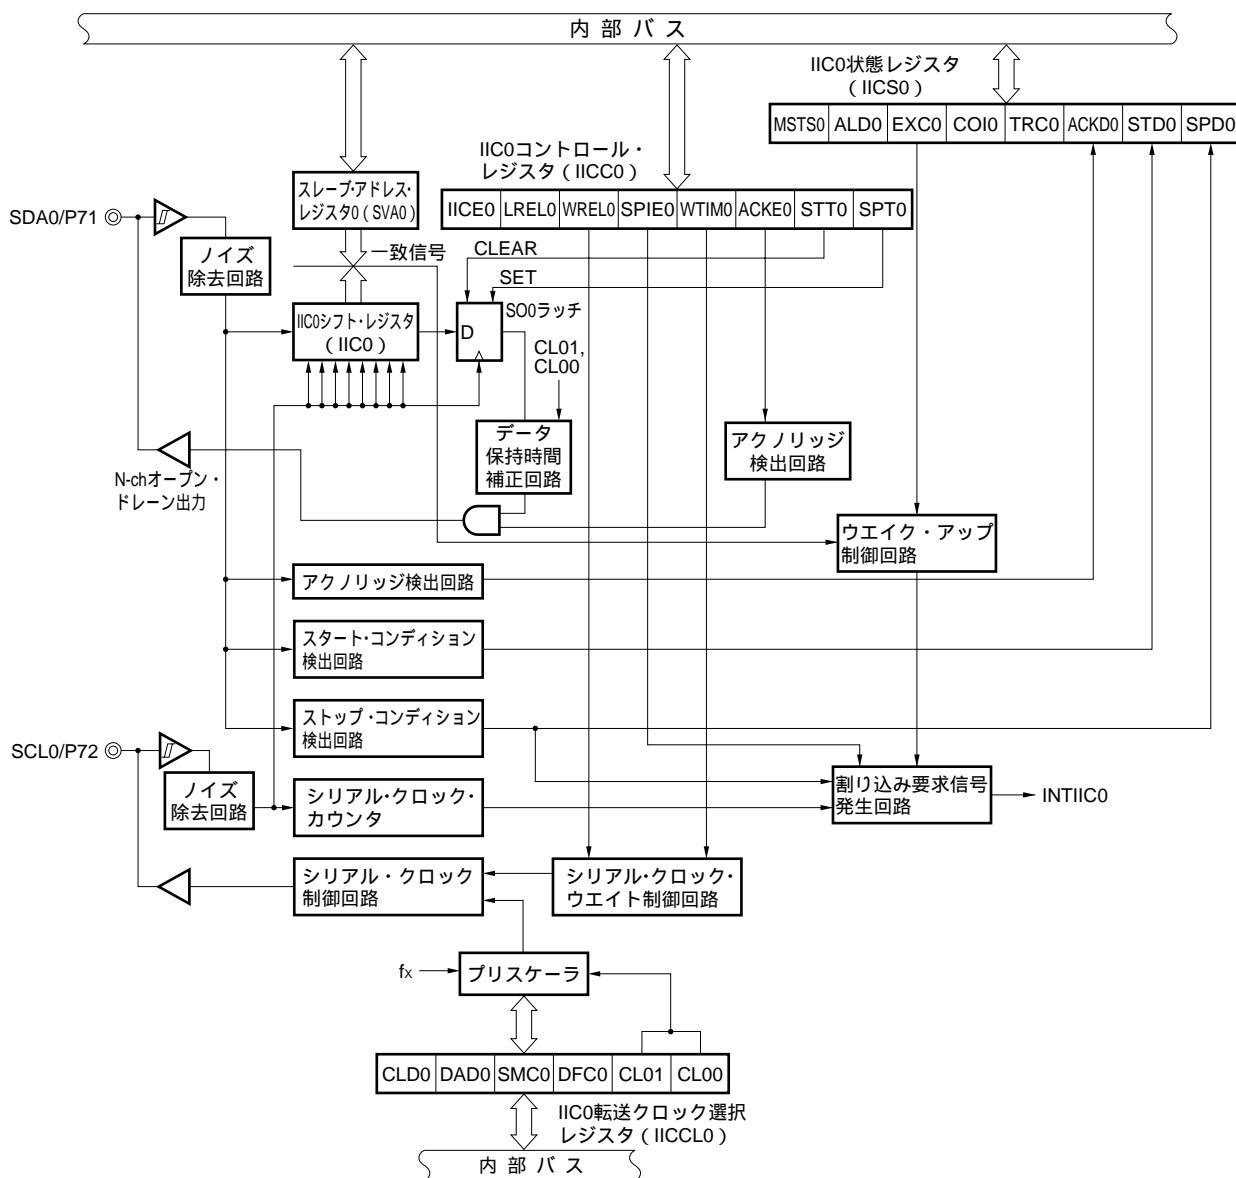 内部バス
IIC0状態レジスタ
(IICS0)
MSTS0 ALD0 EXC0 COI0 TRC0 ACKD0 STD0 SPD0
IIC0コントロール・
レジスタ(IICC0)
IICE0 LREL0 WREL0 SPIE0 WTIM0 ACKE0 STT0 SPT0
スレーブ・アドレス・
レジスタ0(SVA0)
SDA0/P71
ノイズ
除去回路
一致信号
CLEAR
SET
IIC0シフト・レジスタ
(IIC0)
D
SO0ラッチ
CL01,
CL00
データ
保持時間
補正回路
アクノリッジ
検出回路
N-chオープン・
ドレーン出力
ウエイク・アップ
制御回路
アクノリッジ検出回路
スタート・コンディション
検出回路
ストップ・コンディション
検出回路
SCL0/P72
ノイズ
除去回路
シリアル・クロック・
カウンタ
割り込み要求信号
発生回路
INTIIC0
シリアル・クロック
制御回路
シリアル・クロック・
ウエイト制御回路
fX
プリスケーラ
CLD0 DAD0 SMC0 DFC0 CL01 CL00
IIC0転送クロック選択
レジスタ(IICCL0)
内部バス